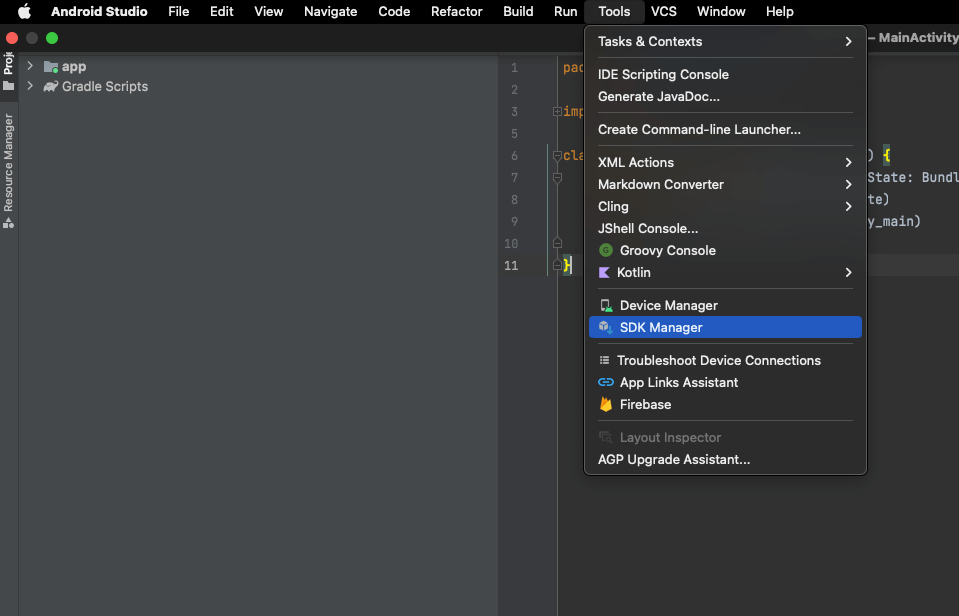 Android Studio File Edit View Navigate Code Refactor Build Run Tools VCS Window Help
– MainActivity
Proj
app
Gradle Scripts
Resource Manager
1 pac
2
3 imp
5
6 cla ) {
7 State: Bundl
8 te)
9 y_main)
10
11 }
Tasks & Contexts
IDE Scripting Console
Generate JavaDoc...
Create Command-line Launcher...
XML Actions
Markdown Converter
Cling
JShell Console...
Groovy Console
Kotlin
Device Manager
SDK Manager
Troubleshoot Device Connections
App Links Assistant
Firebase
Layout Inspector
AGP Upgrade Assistant...